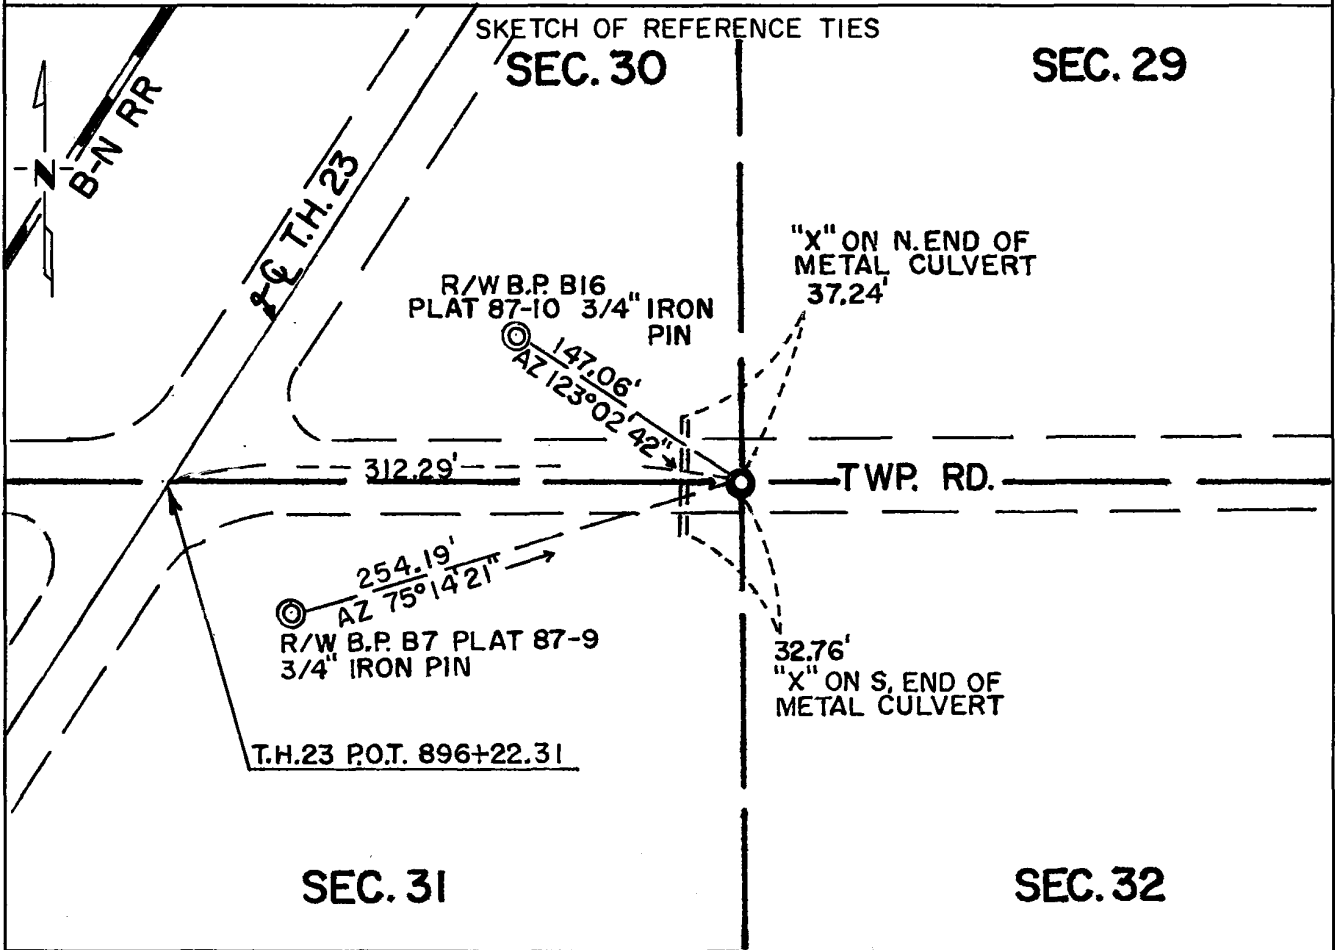 SKETCH OF REFERENCE TIES
SEC. 30
SEC. 29
B-N RR
N
℄ T.H. 23
"X" ON N. END OF
METAL CULVERT
37.24'
R/W B.P. B16
PLAT 87-10 3/4" IRON
PIN
147.06'
AZ 123°02'42"
312.29'
TWP. RD.
254.19'
AZ 75°14'21"
R/W B.P. B7 PLAT 87-9
3/4" IRON PIN
32.76'
"X" ON S. END OF
METAL CULVERT
T.H.23 P.O.T. 896+22.31
SEC. 31
SEC. 32